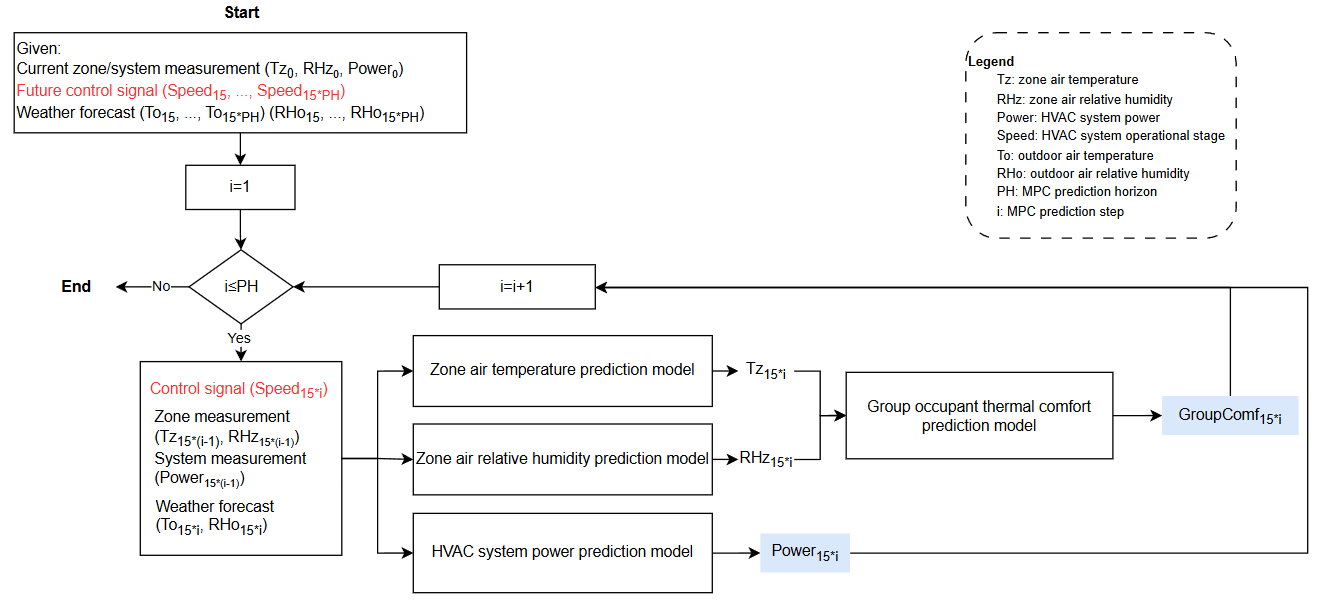 Start
Given:
Current zone/system measurement (Tz₀, RHz₀, Power₀)
Future control signal (Speed₁₅, ..., Speed₁₅*PH)
Weather forecast (To₁₅, ..., To₁₅*PH) (RHo₁₅, ..., RHo₁₅*PH)
Legend
Tz: zone air temperature
RHz: zone air relative humidity
Power: HVAC system power
Speed: HVAC system operational stage
To: outdoor air temperature
RHo: outdoor air relative humidity
PH: MPC prediction horizon
i: MPC prediction step
i=1
End
No
i≤PH
i=i+1
Yes
Control signal (Speed15*i)
Zone measurement
(Tz15*(i-1), RHz15*(i-1))
System measurement
(Power15*(i-1))
Weather forecast
(To15*i, RHo15*i)
Zone air temperature prediction model
Tz15*i
Zone air relative humidity prediction model
RHz15*i
HVAC system power prediction model
Power15*i
Group occupant thermal comfort
prediction model
GroupComf15*i